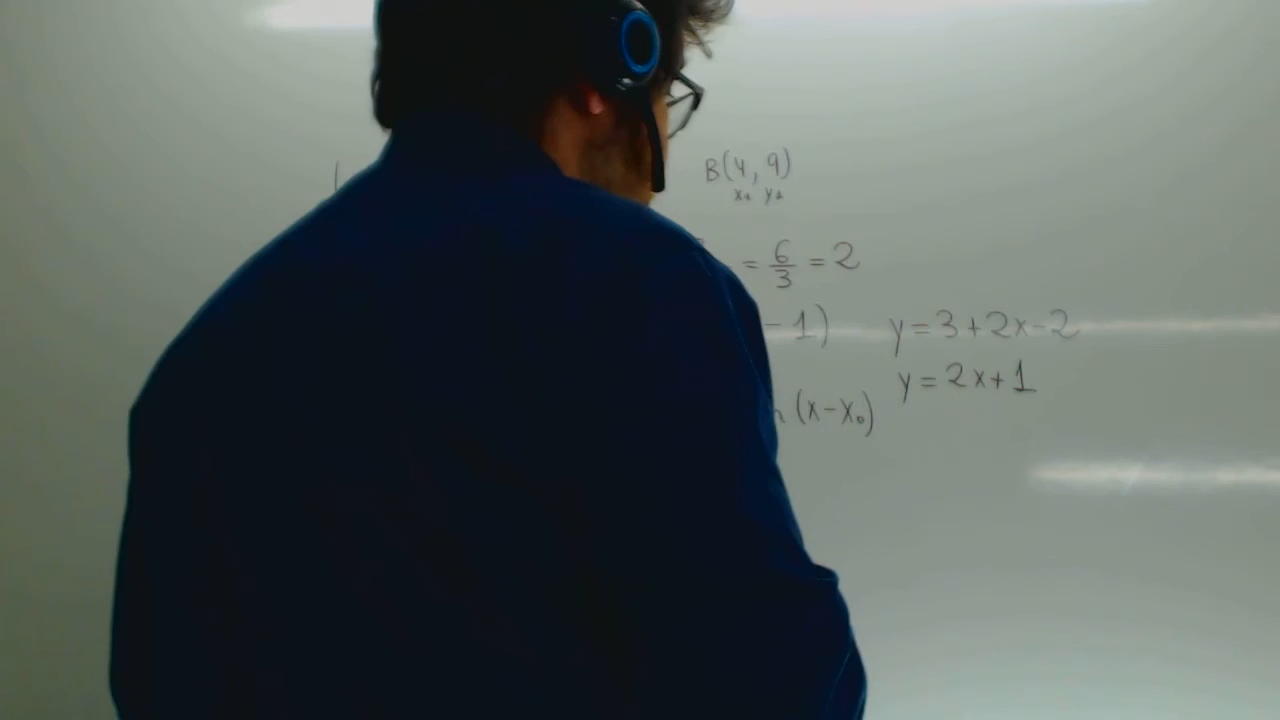 B(4, 9)
x₂ y₂
= 6/3 = 2
- 1) y = 3 + 2x - 2
y = 2x + 1
(x - x₀)